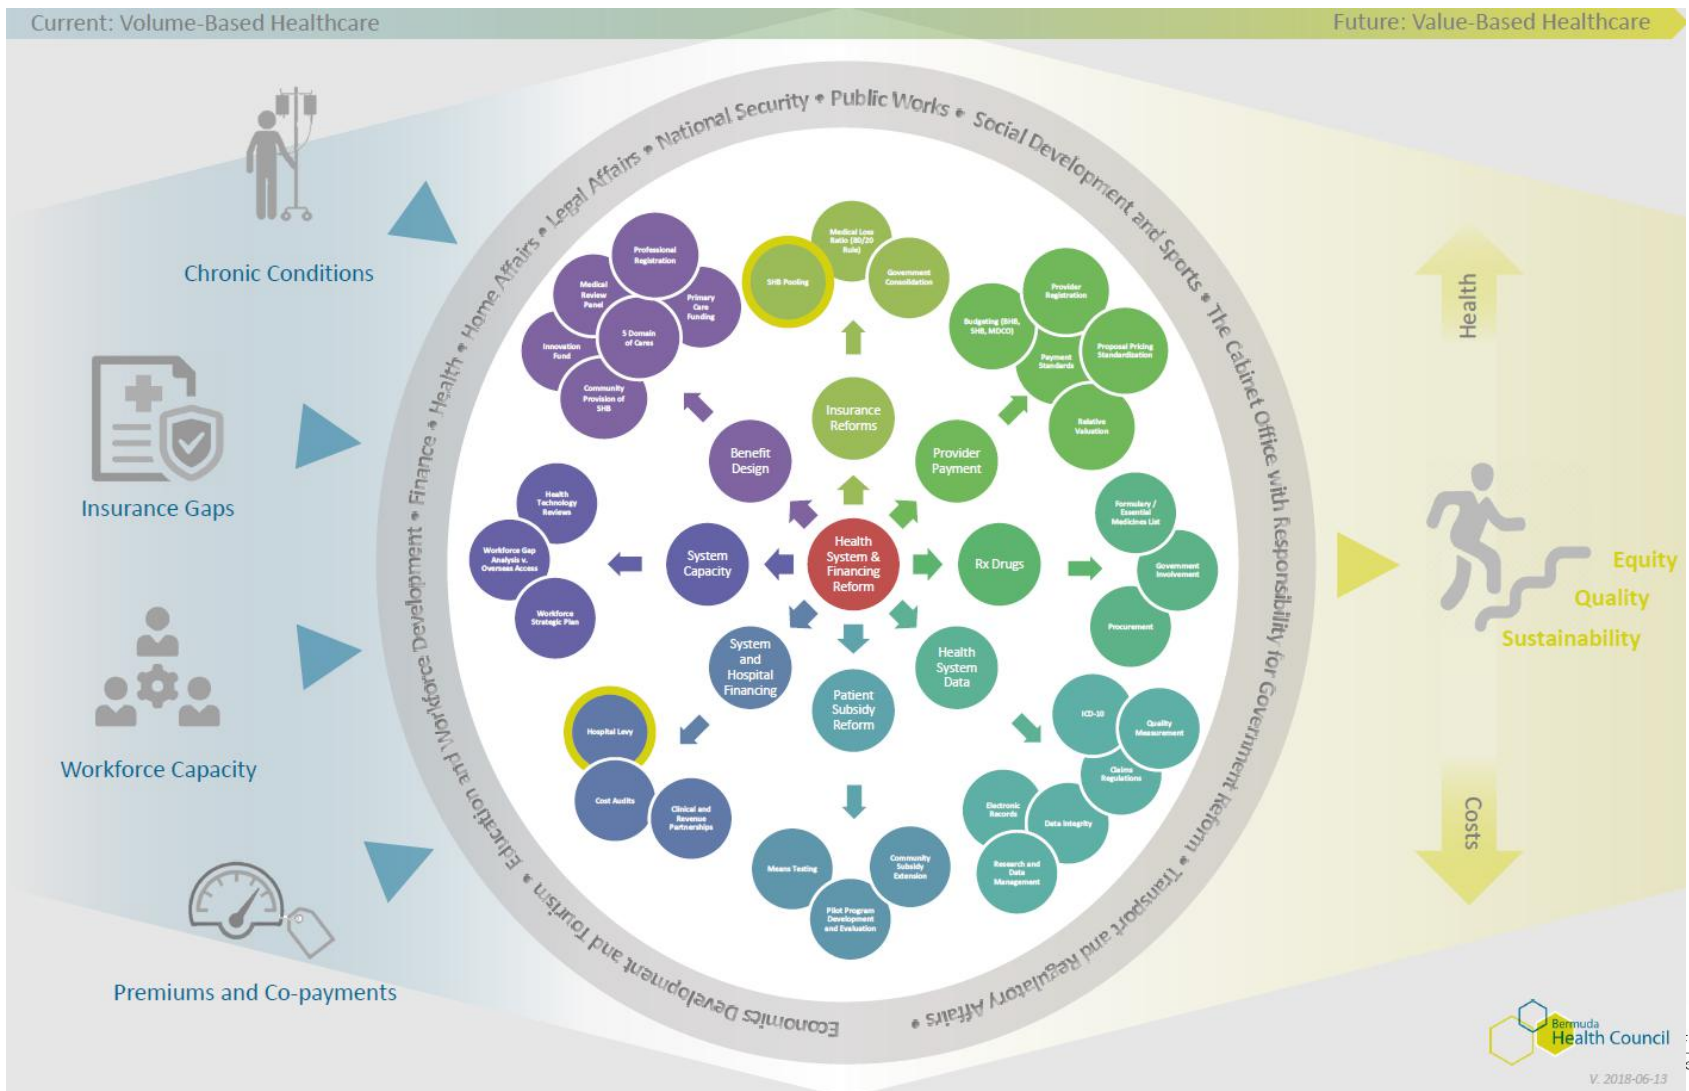 Current: Volume-Based Healthcare
Future: Value-Based Healthcare
Chronic Conditions
Insurance Gaps
Workforce Capacity
Premiums and Co-payments
Economics Development and Tourism • Education and Workforce Development • Finance • Health • Home Affairs • Legal Affairs • National Security • Public Works • Social Development and Sports • The Cabinet Office with Responsibility for Government Reform • Transport and Regulatory Affairs •
Health
System &
Financing
Reform
Insurance
Reforms
SHB Pooling
Medical Loss
Ratio (80/20
Rule)
Government
Consolidation
Provider
Payment
Budgeting (BHB,
SHB, MDCO)
Provider
Registration
Payment
Standards
Proposal Pricing
Standardization
Relative
Valuation
Rx Drugs
Formulary /
Essential
Medicines List
Government
Involvement
Procurement
Health
System
Data
ICD-10
Quality
Measurement
Claims
Regulations
Data Integrity
Electronic
Records
Research and
Data
Management
Patient
Subsidy
Reform
Means Testing
Pilot Program
Development
and Evaluation
Community
Subsidy
Extension
System
and
Hospital
Financing
Hospital Levy
Cost Audits
Clinical and
Revenue
Partnerships
System
Capacity
Health
Technology
Reviews
Workforce Gap
Analysis v.
Overseas Access
Workforce
Strategic Plan
Benefit
Design
Professional
Registration
Medical
Review
Panel
Primary
Care
Funding
5 Domain
of Cares
Innovation
Fund
Community
Provision of
SHB
Health
Equity
Quality
Sustainability
Costs
Bermuda
Health Council
V. 2018-06-13